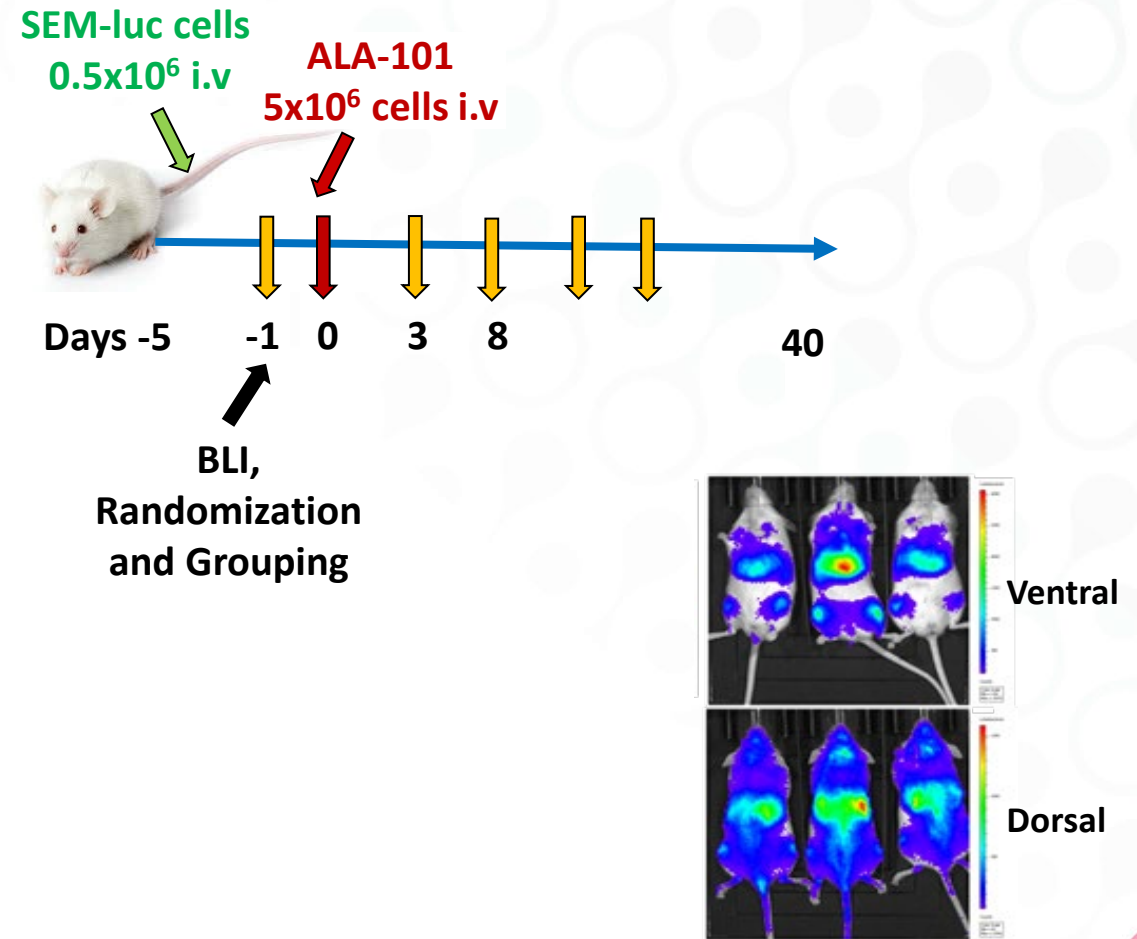 SEM-luc cells
0.5x10⁶ i.v
ALA-101
5x10⁶ cells i.v
Days -5 -1 0 3 8 40
BLI,
Randomization
and Grouping
Ventral
Dorsal